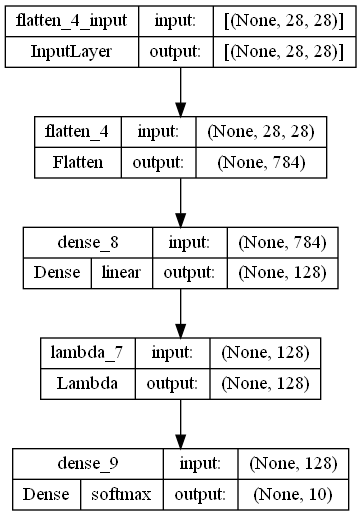 flatten_4_input input: [(None, 28, 28)]
InputLayer output: [(None, 28, 28)]
flatten_4 input: (None, 28, 28)
Flatten output: (None, 784)
dense_8 input: (None, 784)
Dense linear output: (None, 128)
lambda_7 input: (None, 128)
Lambda output: (None, 128)
dense_9 input: (None, 128)
Dense softmax output: (None, 10)